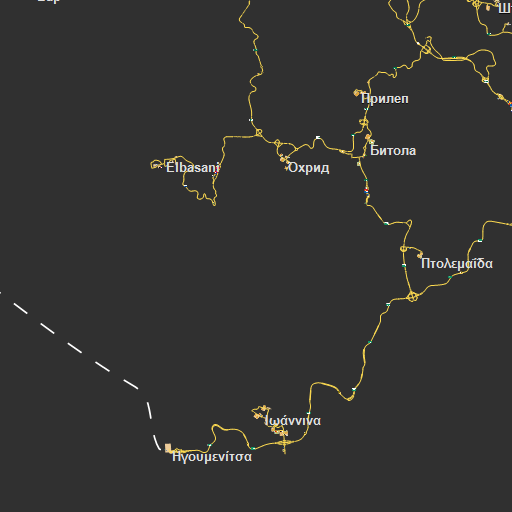 Прилеп
Битола
Elbasani
Охрид
Πτολεμαΐδα
Ιωάννινα
Ηγουμενίτσα